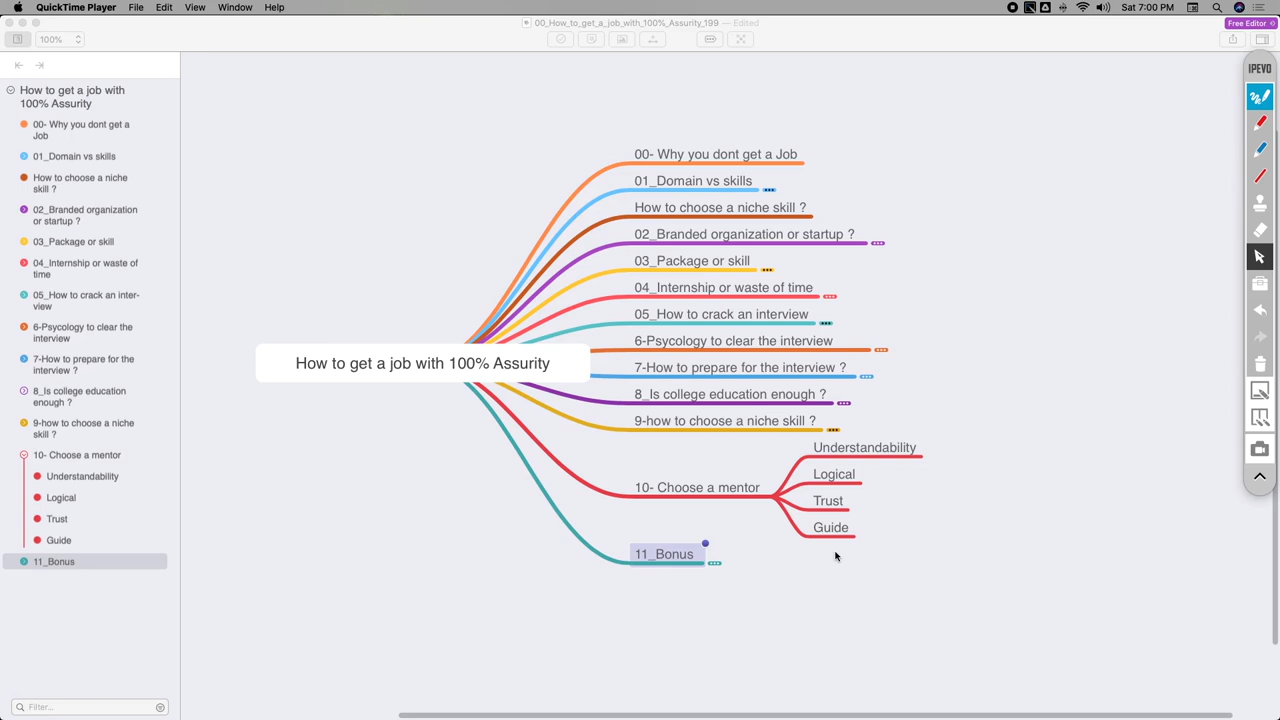 QuickTime Player File Edit View Window Help
Sat 7:00 PM
00_How_to_get_a_job_with_100%_Assurity_199 — Edited
Free Editor
100%
How to get a job with
100% Assurity
00- Why you dont get a
Job
01_Domain vs skills
How to choose a niche
skill ?
02_Branded organization
or startup ?
03_Package or skill
04_Internship or waste of
time
05_How to crack an inter-
view
6-Psycology to clear the
interview
7-How to prepare for the
interview ?
8_Is college education
enough ?
9-how to choose a niche
skill ?
10- Choose a mentor
Understandability
Logical
Trust
Guide
11_Bonus
Filter...
How to get a job with 100% Assurity
00- Why you dont get a Job
01_Domain vs skills
How to choose a niche skill ?
02_Branded organization or startup ?
03_Package or skill
04_Internship or waste of time
05_How to crack an interview
6-Psycology to clear the interview
7-How to prepare for the interview ?
8_Is college education enough ?
9-how to choose a niche skill ?
10- Choose a mentor
Understandability
Logical
Trust
Guide
11_Bonus
IPEVO